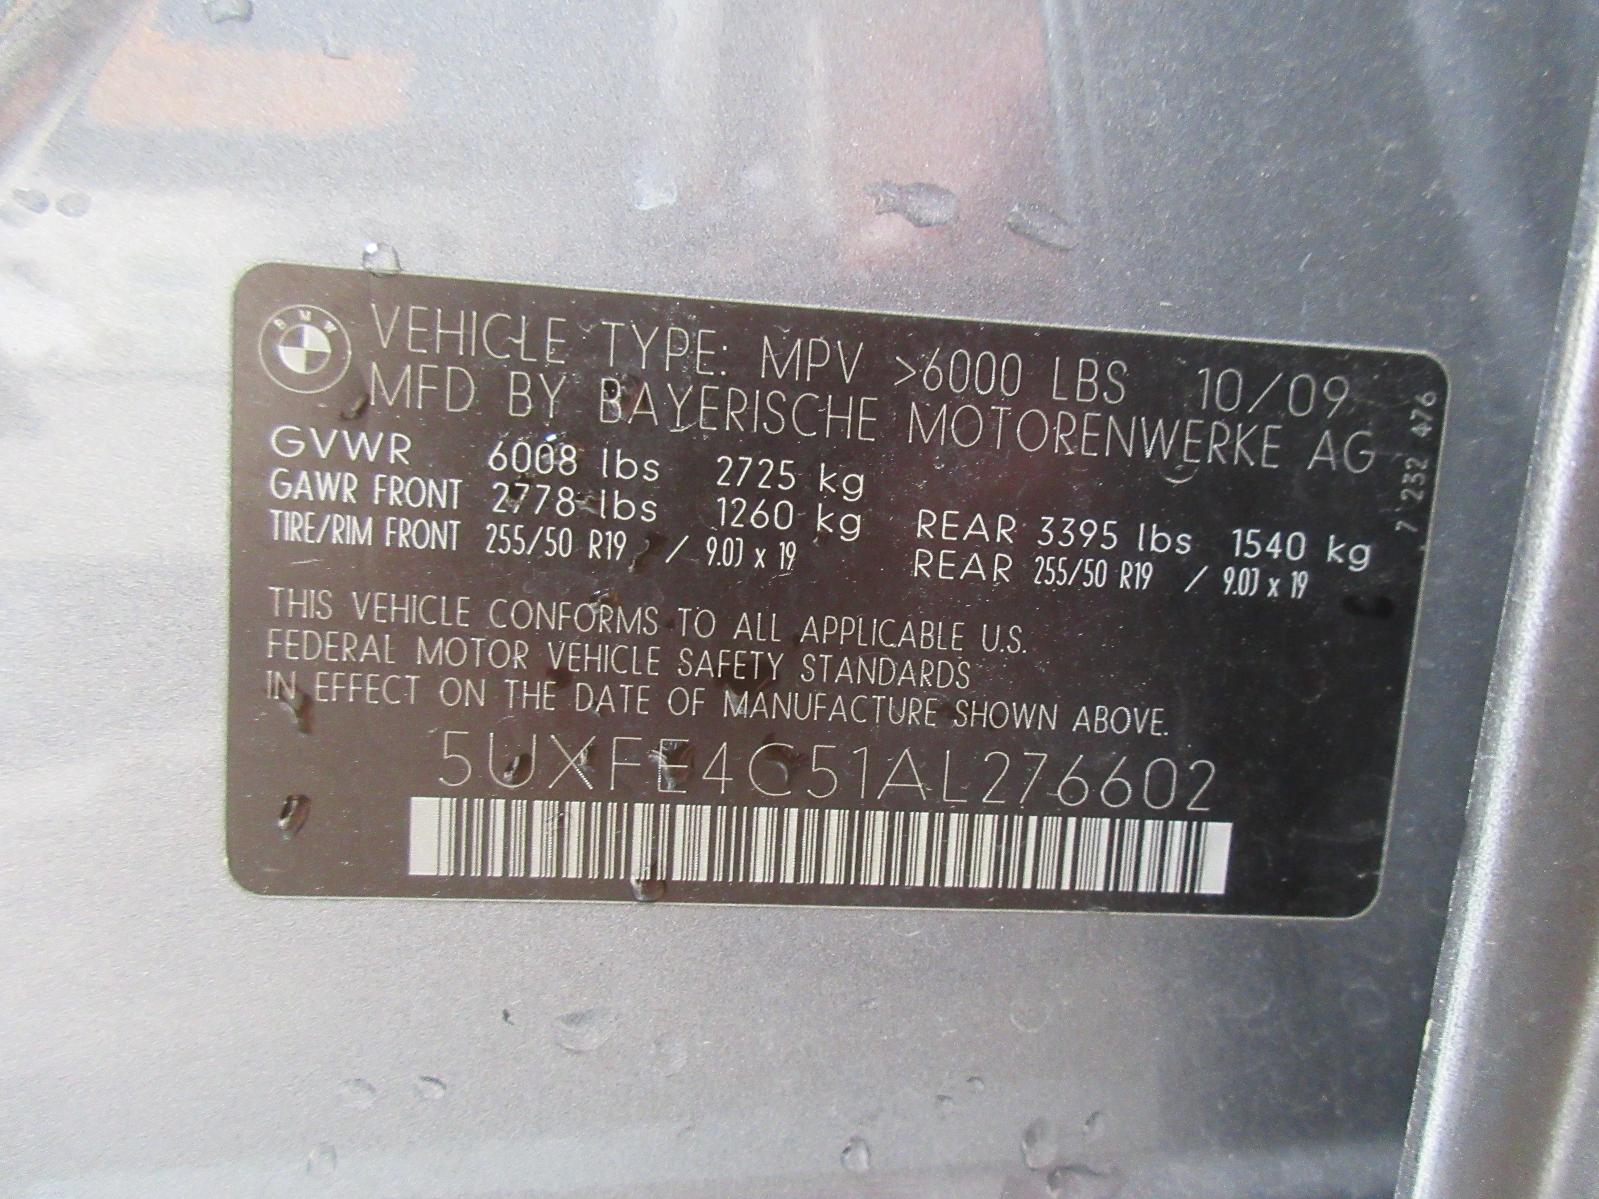 BMW
VEHICLE TYPE: MPV >6000 LBS 10/09
MFD BY BAYERISCHE MOTORENWERKE AG
GVWR 6008 lbs 2725 kg
GAWR FRONT 2778 lbs 1260 kg REAR 3395 lbs 1540 kg
TIRE/RIM FRONT 255/50 R19 / 9.0J x 19 REAR 255/50 R19 / 9.0J x 19
THIS VEHICLE CONFORMS TO ALL APPLICABLE U.S.
FEDERAL MOTOR VEHICLE SAFETY STANDARDS
IN EFFECT ON THE DATE OF MANUFACTURE SHOWN ABOVE.
5UXFE4C51AL276602
7 232 476